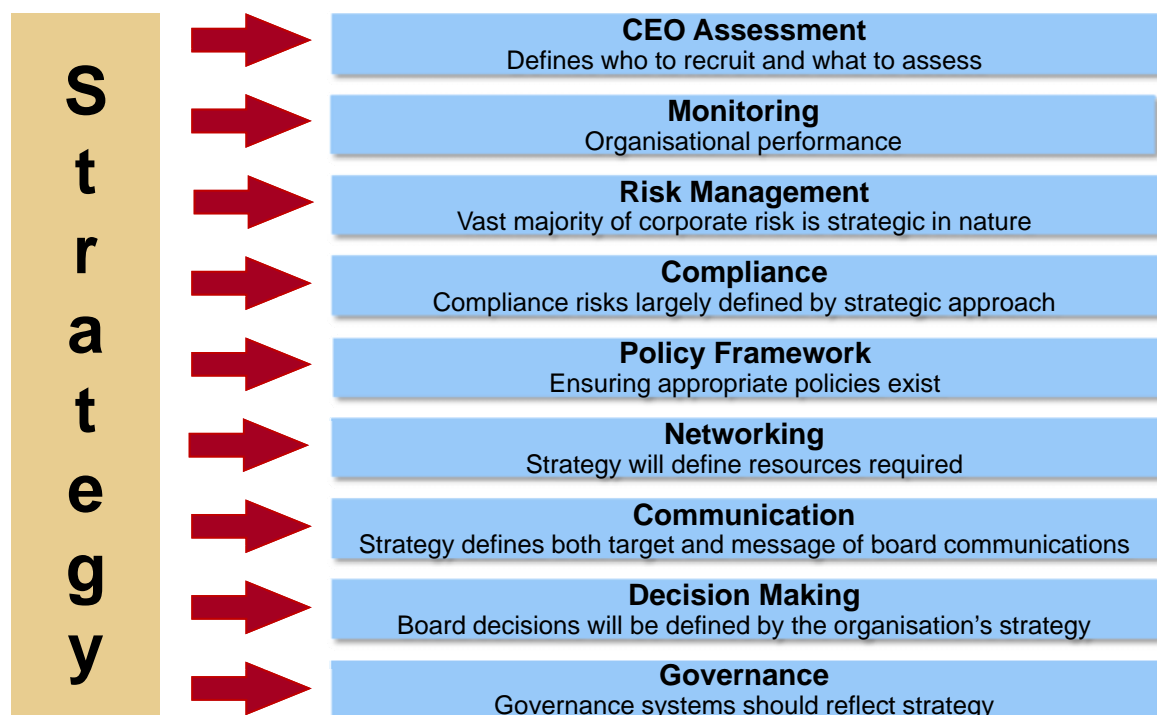 Strategy
CEO Assessment
Defines who to recruit and what to assess
Monitoring
Organisational performance
Risk Management
Vast majority of corporate risk is strategic in nature
Compliance
Compliance risks largely defined by strategic approach
Policy Framework
Ensuring appropriate policies exist
Networking
Strategy will define resources required
Communication
Strategy defines both target and message of board communications
Decision Making
Board decisions will be defined by the organisation’s strategy
Governance
Governance systems should reflect strategy